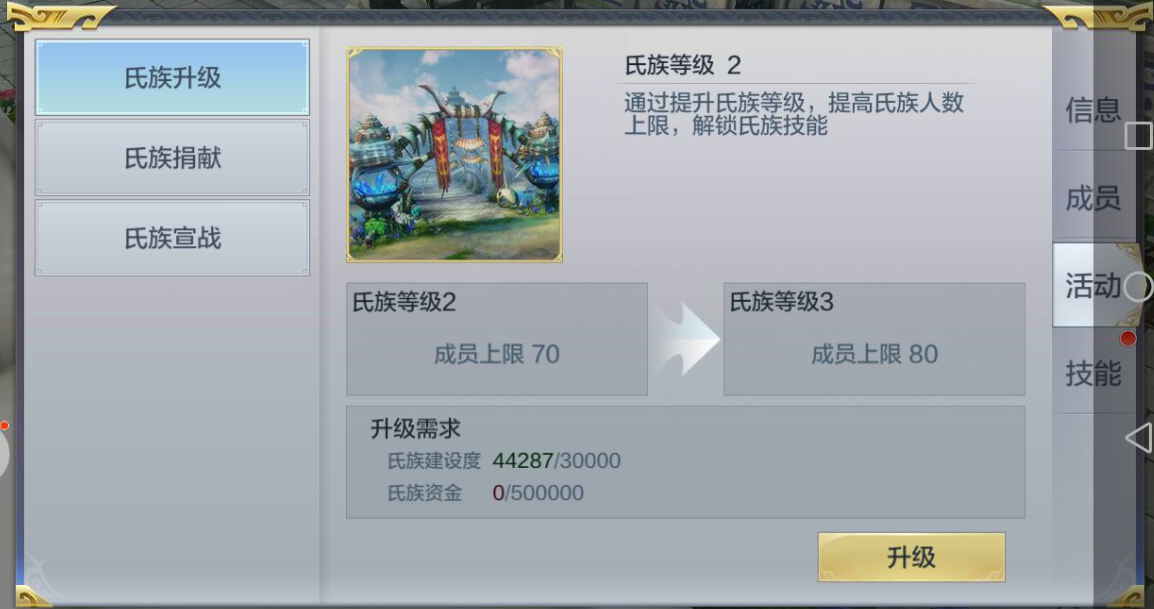 氏族升级
氏族捐献
氏族宣战
氏族等级 2
通过提升氏族等级，提高氏族人数
上限，解锁氏族技能
氏族等级2
成员上限 70
氏族等级3
成员上限 80
升级需求
氏族建设度 44287/30000
氏族资金 0/500000
升级
信息
成员
活动
技能